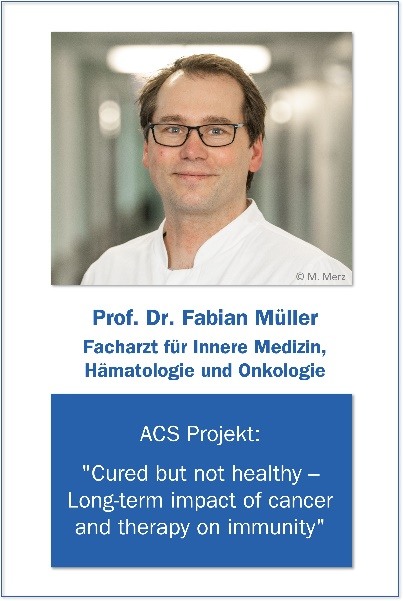 © M. Merz
Prof. Dr. Fabian Müller
Facharzt für Innere Medizin,
Hämatologie und Onkologie
ACS Projekt:
"Cured but not healthy –
Long-term impact of cancer
and therapy on immunity"